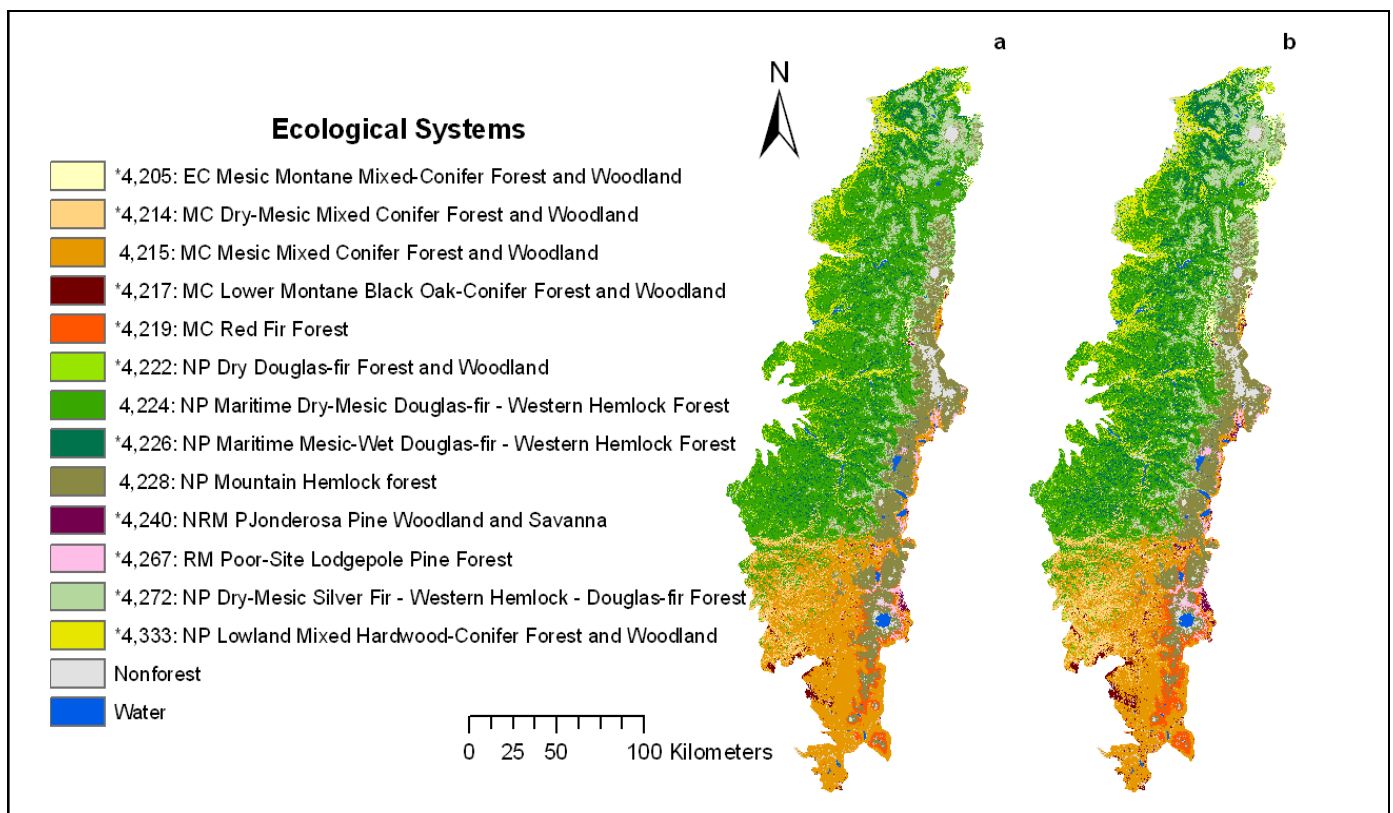 a
b
N
Ecological Systems
*4,205: EC Mesic Montane Mixed-Conifer Forest and Woodland
*4,214: MC Dry-Mesic Mixed Conifer Forest and Woodland
4,215: MC Mesic Mixed Conifer Forest and Woodland
*4,217: MC Lower Montane Black Oak-Conifer Forest and Woodland
*4,219: MC Red Fir Forest
*4,222: NP Dry Douglas-fir Forest and Woodland
4,224: NP Maritime Dry-Mesic Douglas-fir - Western Hemlock Forest
*4,226: NP Maritime Mesic-Wet Douglas-fir - Western Hemlock Forest
4,228: NP Mountain Hemlock forest
*4,240: NRM PJonderosa Pine Woodland and Savanna
*4,267: RM Poor-Site Lodgepole Pine Forest
*4,272: NP Dry-Mesic Silver Fir - Western Hemlock - Douglas-fir Forest
*4,333: NP Lowland Mixed Hardwood-Conifer Forest and Woodland
Nonforest
Water
0 25 50 100 Kilometers